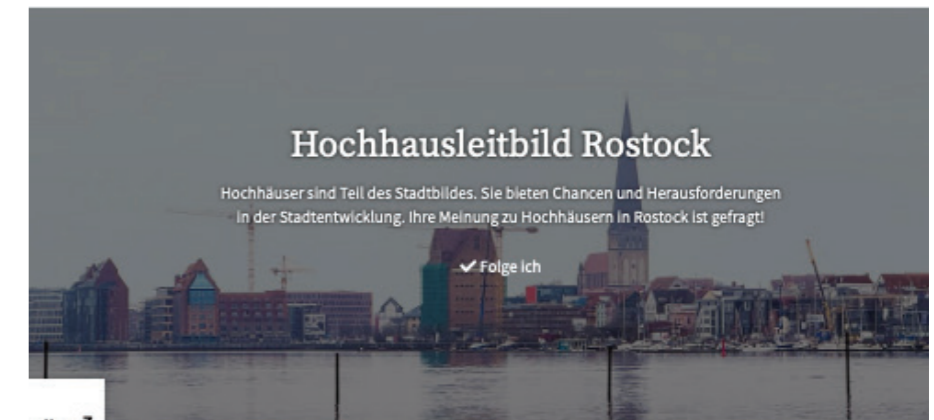 Hochhausleitbild Rostock
Hochhäuser sind Teil des Stadtbildes. Sie bieten Chancen und Herausforderungen
in der Stadtentwicklung. Ihre Meinung zu Hochhäusern in Rostock ist gefragt!
✓ Folge ich